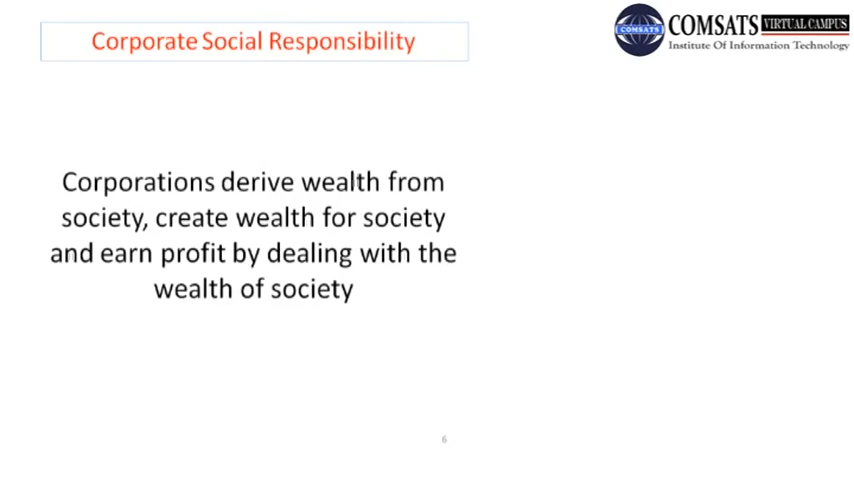 Corporate Social Responsibility
COMSATS VIRTUAL CAMPUS
Institute Of Information Technology
COMSATS
Corporations derive wealth from
society, create wealth for society
and earn profit by dealing with the
wealth of society
6